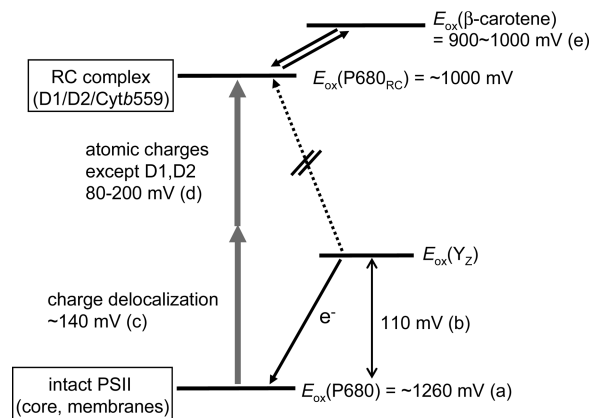 Eox(β-carotene)
= 900~1000 mV (e)
RC complex
(D1/D2/Cytb559)
Eox(P680RC) = ~1000 mV
atomic charges
except D1,D2
80-200 mV (d)
Eox(YZ)
charge delocalization
~140 mV (c)
e-
110 mV (b)
intact PSII
(core, membranes)
Eox(P680) = ~1260 mV (a)